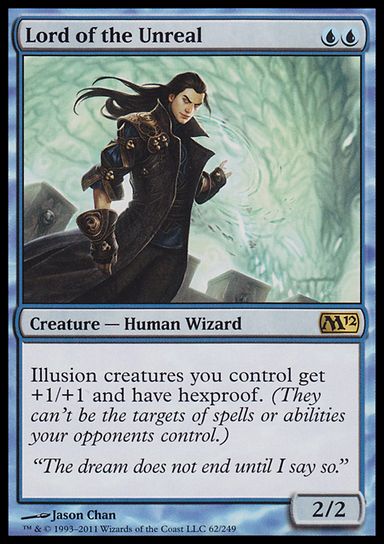 Lord of the Unreal
Creature — Human Wizard
M12
Illusion creatures you control get
+1/+1 and have hexproof. (They
can't be the targets of spells or abilities
your opponents control.)
"The dream does not end until I say so."
Jason Chan
2/2
™ & © 1993–2011 Wizards of the Coast LLC 62/249